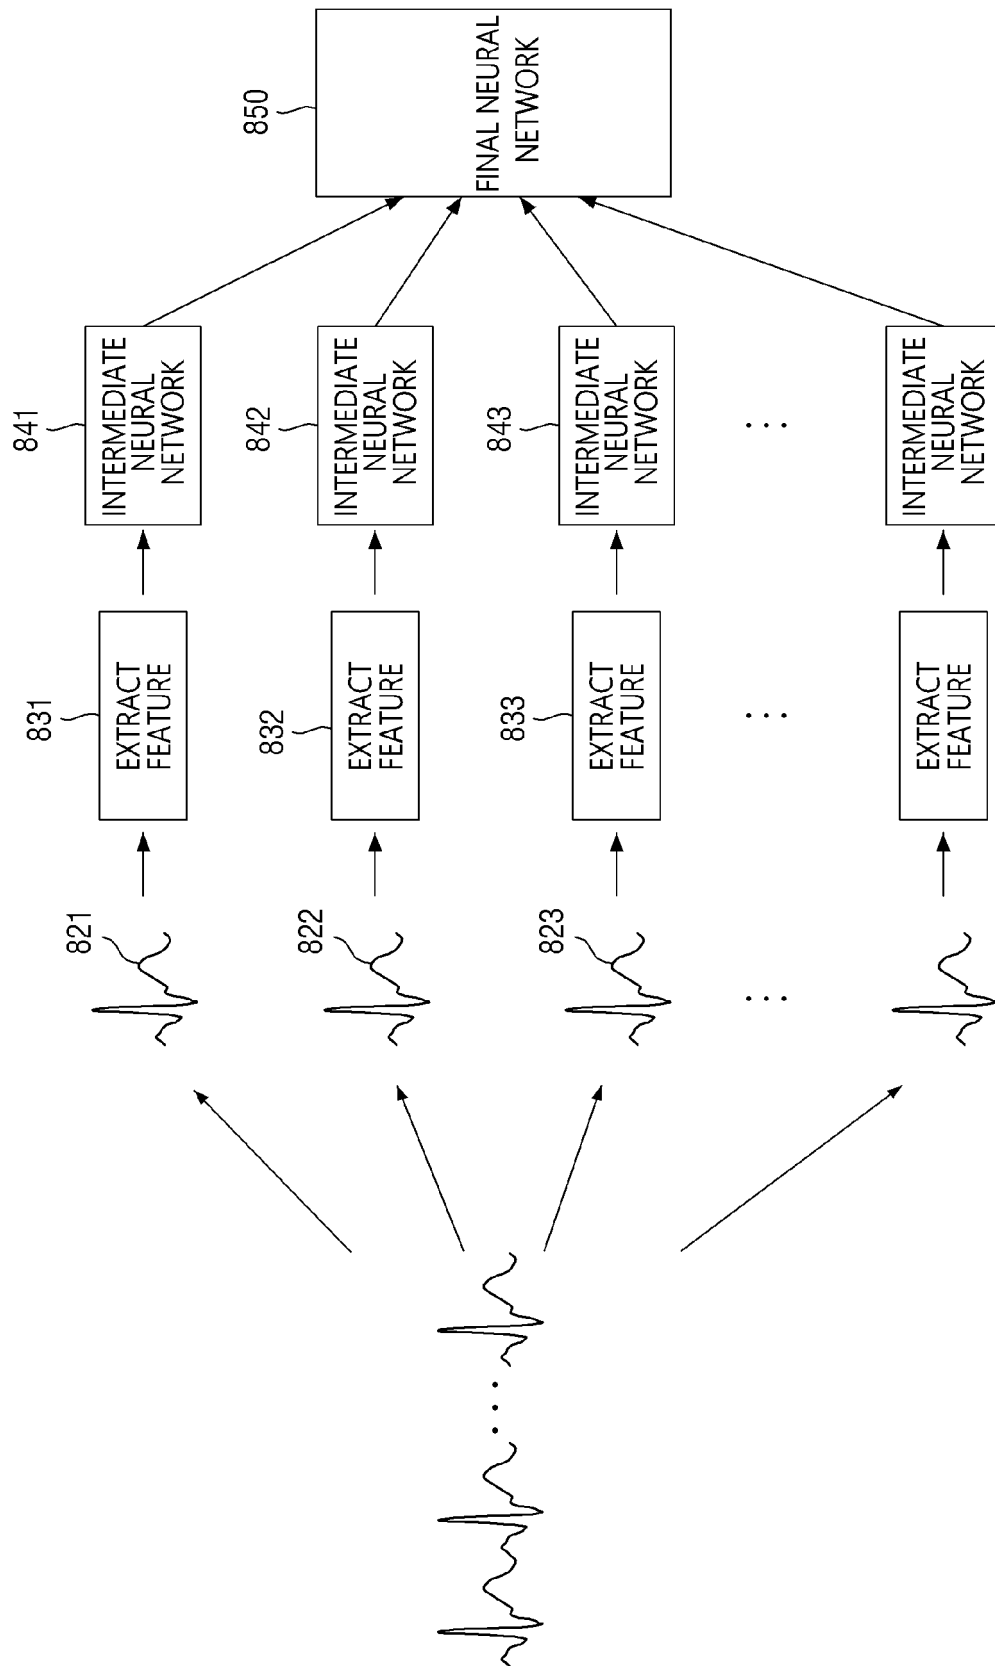 821
831
841
EXTRACT
FEATURE
INTERMEDIATE
NEURAL
NETWORK
822
832
842
EXTRACT
FEATURE
INTERMEDIATE
NEURAL
NETWORK
850
FINAL NEURAL
NETWORK
823
833
843
EXTRACT
FEATURE
INTERMEDIATE
NEURAL
NETWORK
...
...
...
...
EXTRACT
FEATURE
INTERMEDIATE
NEURAL
NETWORK